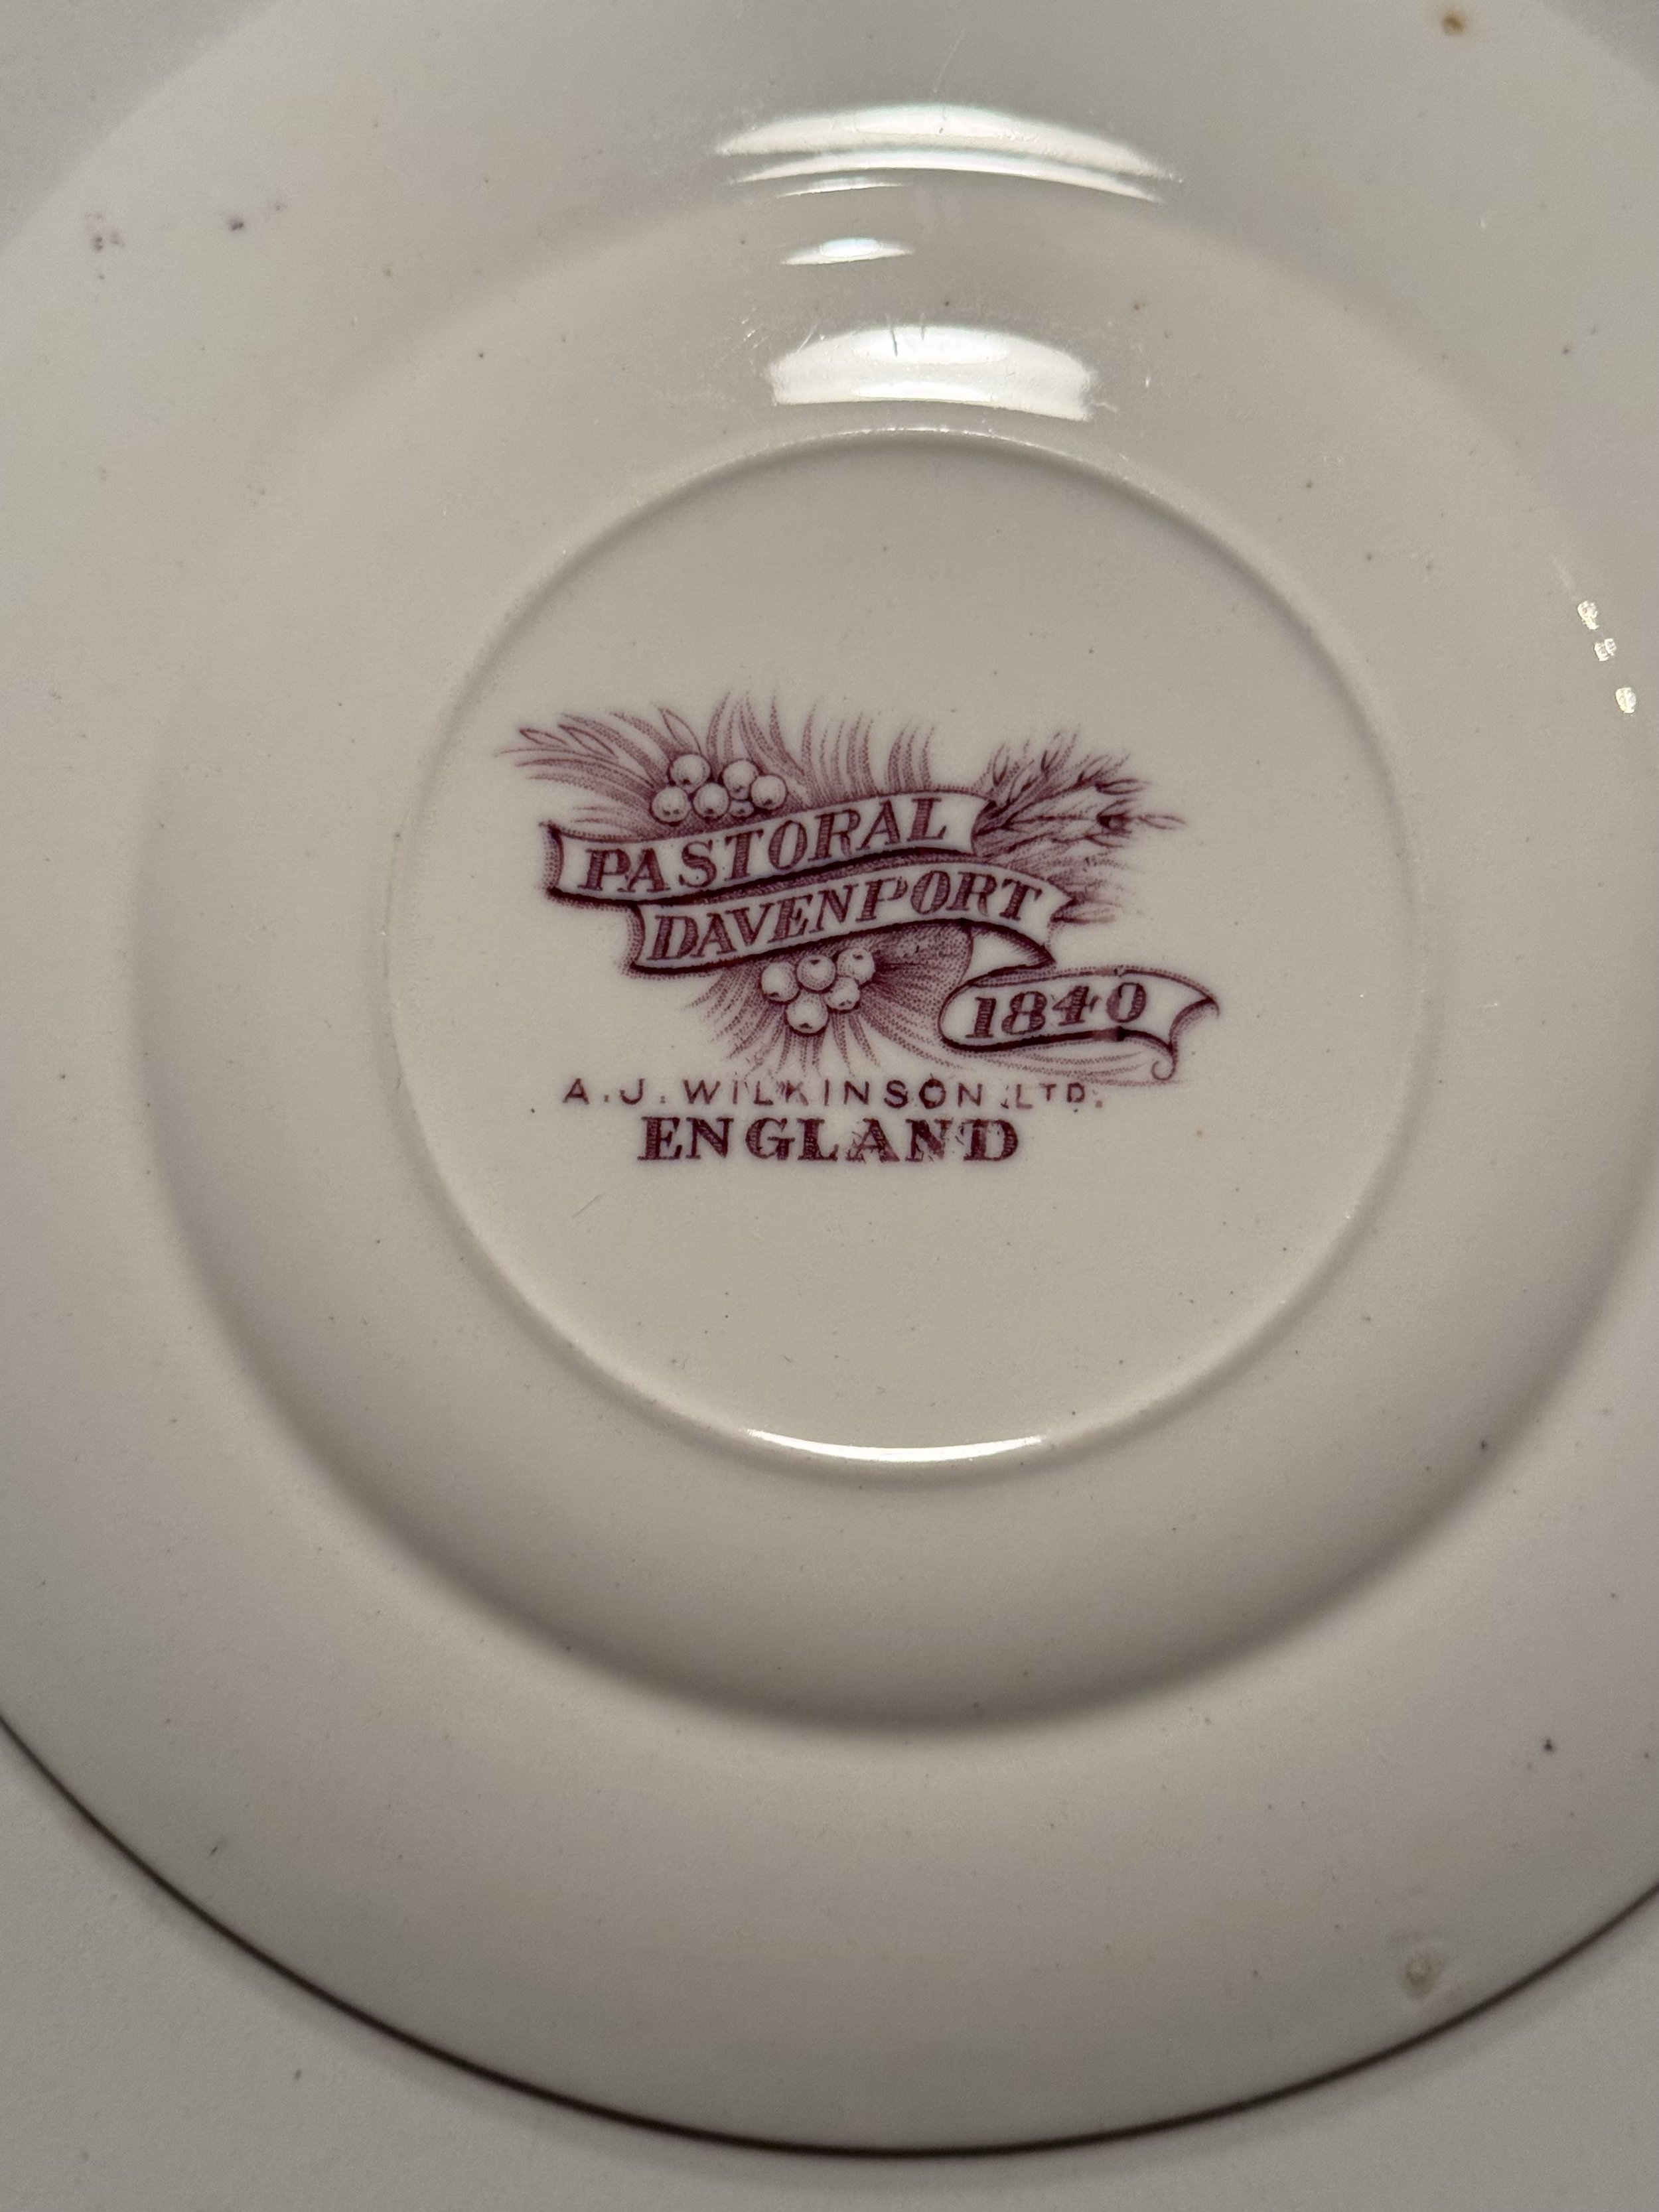 PASTORAL
DAVENPORT
1840
A.J. WILKINSON LTD.
ENGLAND